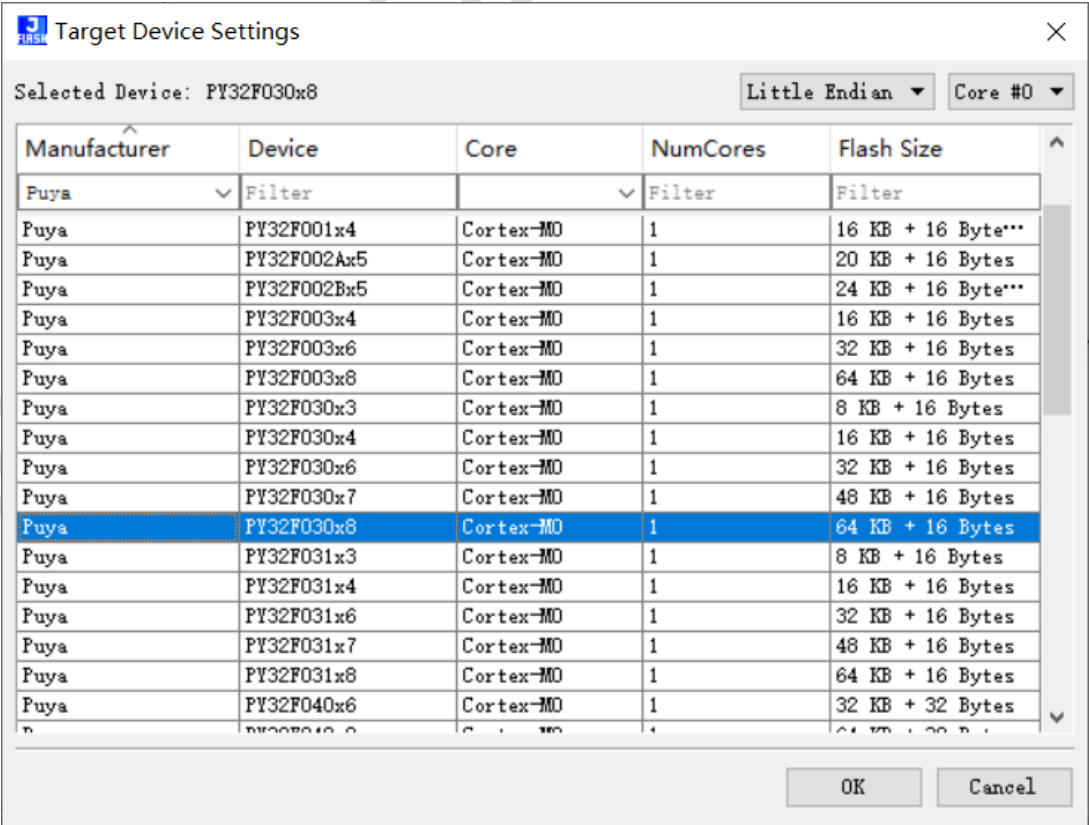 J FLASH Target Device Settings
Selected Device: PY32F030x8 Little Endian Core #0
Manufacturer Device Core NumCores Flash Size
Puya Filter Filter Filter
Puya PY32F001x4 Cortex-M0 1 16 KB + 16 Byte...
Puya PY32F002Ax5 Cortex-M0 1 20 KB + 16 Bytes
Puya PY32F002Bx5 Cortex-M0 1 24 KB + 16 Byte...
Puya PY32F003x4 Cortex-M0 1 16 KB + 16 Bytes
Puya PY32F003x6 Cortex-M0 1 32 KB + 16 Bytes
Puya PY32F003x8 Cortex-M0 1 64 KB + 16 Bytes
Puya PY32F030x3 Cortex-M0 1 8 KB + 16 Bytes
Puya PY32F030x4 Cortex-M0 1 16 KB + 16 Bytes
Puya PY32F030x6 Cortex-M0 1 32 KB + 16 Bytes
Puya PY32F030x7 Cortex-M0 1 48 KB + 16 Bytes
Puya PY32F030x8 Cortex-M0 1 64 KB + 16 Bytes
Puya PY32F031x3 Cortex-M0 1 8 KB + 16 Bytes
Puya PY32F031x4 Cortex-M0 1 16 KB + 16 Bytes
Puya PY32F031x6 Cortex-M0 1 32 KB + 16 Bytes
Puya PY32F031x7 Cortex-M0 1 48 KB + 16 Bytes
Puya PY32F031x8 Cortex-M0 1 64 KB + 16 Bytes
Puya PY32F040x6 Cortex-M0 1 32 KB + 32 Bytes
OK Cancel